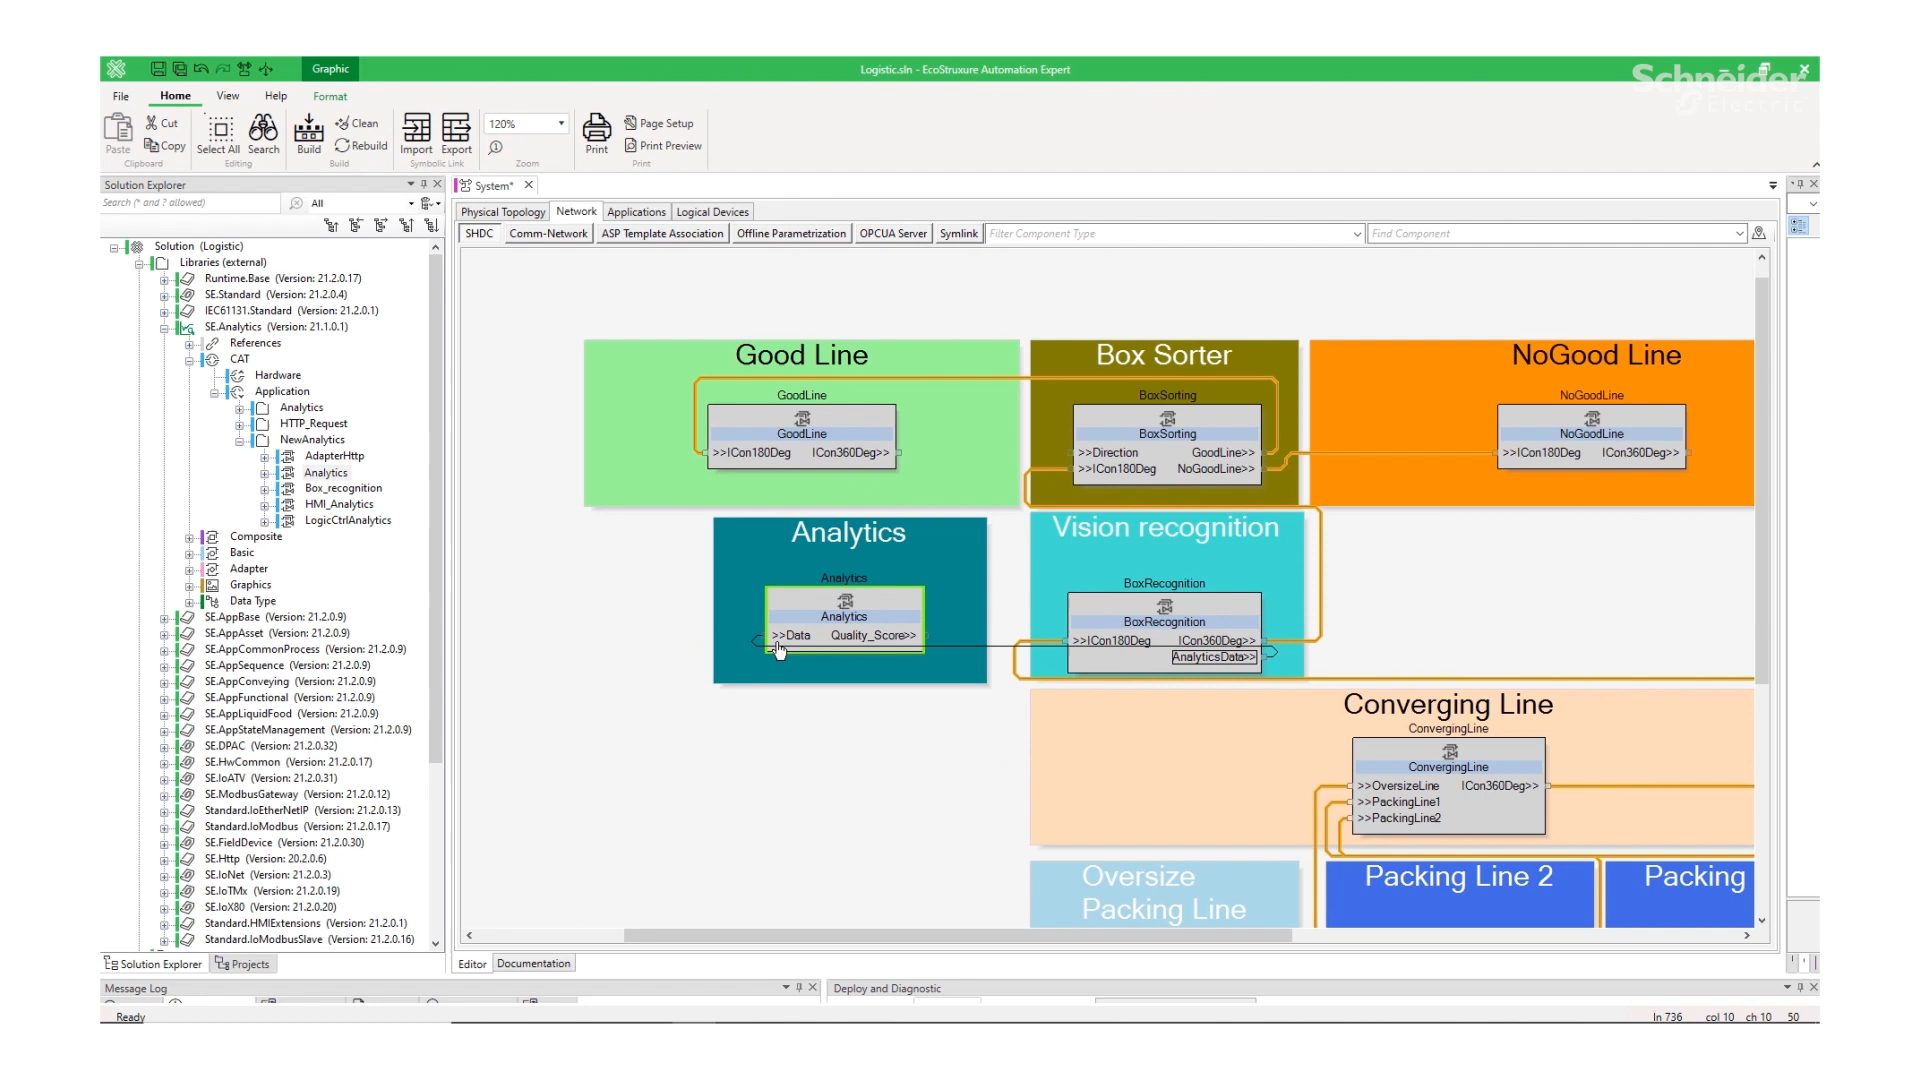 Graphic
Logistic.sln - EcoStruxure Automation Expert
Schneider
Electric
File Home View Help Format
Paste
Cut
Copy
Clipboard
Select All
Search
Editing
Build
Clean
Rebuild
Build
Import
Export
Symbolic Link
120%
Zoom
Print
Page Setup
Print Preview
Print
Solution Explorer
Search (* and ? allowed)
All
Solution (Logistic)
Libraries (external)
Runtime.Base (Version: 21.2.0.17)
SE.Standard (Version: 21.2.0.4)
IEC61131.Standard (Version: 21.2.0.1)
SE.Analytics (Version: 21.1.0.1)
References
CAT
Hardware
Application
Analytics
HTTP_Request
NewAnalytics
AdapterHttp
Analytics
Box_recognition
HMI_Analytics
LogicCtrlAnalytics
Composite
Basic
Adapter
Graphics
Data Type
SE.AppBase (Version: 21.2.0.9)
SE.AppAsset (Version: 21.2.0.9)
SE.AppCommonProcess (Version: 21.2.0.9)
SE.AppSequence (Version: 21.2.0.9)
SE.AppConveying (Version: 21.2.0.9)
SE.AppFunctional (Version: 21.2.0.9)
SE.AppLiquidFood (Version: 21.2.0.9)
SE.AppStateManagement (Version: 21.2.0.9)
SE.DPAC (Version: 21.2.0.32)
SE.HwCommon (Version: 21.2.0.17)
SE.IoATV (Version: 21.2.0.31)
SE.ModbusGateway (Version: 21.2.0.12)
Standard.IoEtherNetIP (Version: 21.2.0.13)
Standard.IoModbus (Version: 21.2.0.17)
SE.FieldDevice (Version: 21.2.0.30)
SE.Http (Version: 20.2.0.6)
SE.IoNet (Version: 21.2.0.3)
SE.IoTMx (Version: 21.2.0.19)
SE.IoX80 (Version: 21.2.0.20)
Standard.HMIExtensions (Version: 21.2.0.1)
Standard.IoModbusSlave (Version: 21.2.0.16)
Solution Explorer Projects
System*
Physical Topology Network Applications Logical Devices
SHDC Comm-Network ASP Template Association Offline Parametrization OPCUA Server Symlink Filter Component Type Find Component
Good Line
GoodLine
GoodLine
>>ICon180Deg ICon360Deg>>
Box Sorter
BoxSorting
BoxSorting
>>Direction GoodLine>>
>>ICon180Deg NoGoodLine>>
NoGood Line
NoGoodLine
NoGoodLine
>>ICon180Deg ICon360Deg>>
Analytics
Analytics
Analytics
>>Data Quality_Score>>
Vision recognition
BoxRecognition
BoxRecognition
>>ICon180Deg ICon360Deg>>
AnalyticsData>>
Converging Line
ConvergingLine
ConvergingLine
>>OversizeLine ICon360Deg>>
>>PackingLine1
>>PackingLine2
Oversize
Packing Line
Packing Line 2
Packing
Editor Documentation
Message Log
Deploy and Diagnostic
Ready
ln 736 col 10 ch 10 50